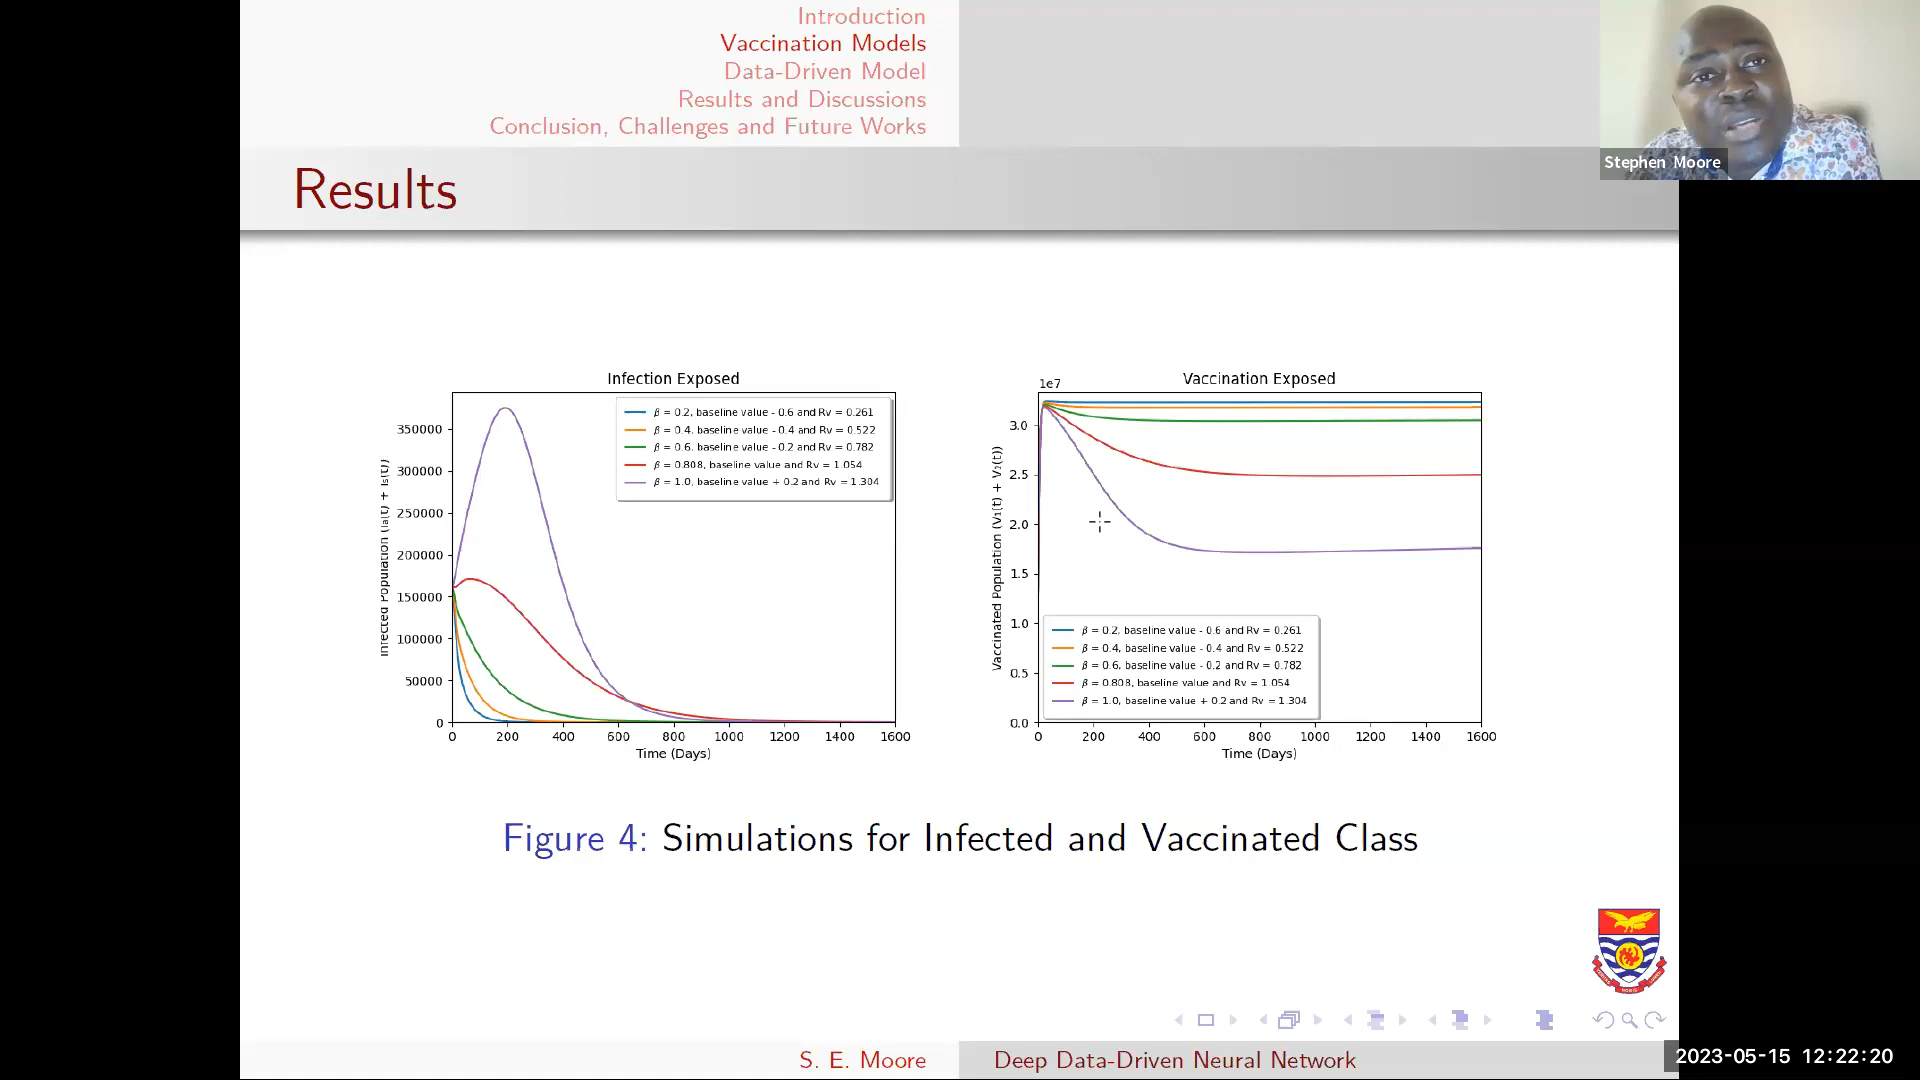 Introduction
Vaccination Models
Data-Driven Model
Results and Discussions
Conclusion, Challenges and Future Works
Stephen Moore
Results
Infection Exposed
Infected Population (Iₐ(t) + Iₛ(t))
350000
300000
250000
200000
150000
100000
50000
0
β = 0.2, baseline value - 0.6 and Rv = 0.261
β = 0.4, baseline value - 0.4 and Rv = 0.522
β = 0.6, baseline value - 0.2 and Rv = 0.782
β = 0.808, baseline value and Rv = 1.054
β = 1.0, baseline value + 0.2 and Rv = 1.304
0 200 400 600 800 1000 1200 1400 1600
Time (Days)
Vaccination Exposed
1e7
Vaccinated Population (V₁(t) + V₂(t))
3.0
2.5
2.0
1.5
1.0
0.5
0.0
β = 0.2, baseline value - 0.6 and Rv = 0.261
β = 0.4, baseline value - 0.4 and Rv = 0.522
β = 0.6, baseline value - 0.2 and Rv = 0.782
β = 0.808, baseline value and Rv = 1.054
β = 1.0, baseline value + 0.2 and Rv = 1.304
0 200 400 600 800 1000 1200 1400 1600
Time (Days)
Figure 4: Simulations for Infected and Vaccinated Class
S. E. Moore
Deep Data-Driven Neural Network
2023-05-15 12:22:20